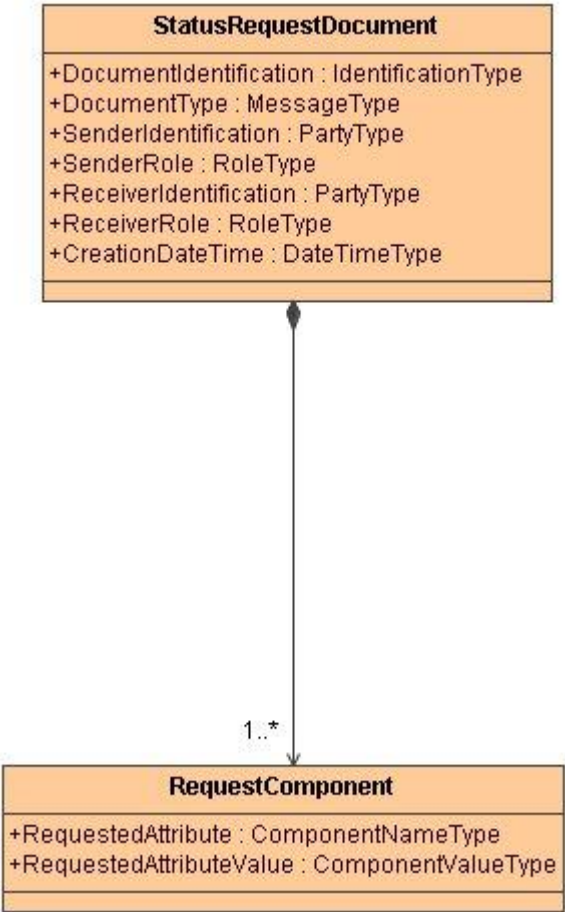 StatusRequestDocument
+DocumentIdentification : IdentificationType
+DocumentType : MessageType
+SenderIdentification : PartyType
+SenderRole : RoleType
+ReceiverIdentification : PartyType
+ReceiverRole : RoleType
+CreationDateTime : DateTimeType
1..*
RequestComponent
+RequestedAttribute : ComponentNameType
+RequestedAttributeValue : ComponentValueType